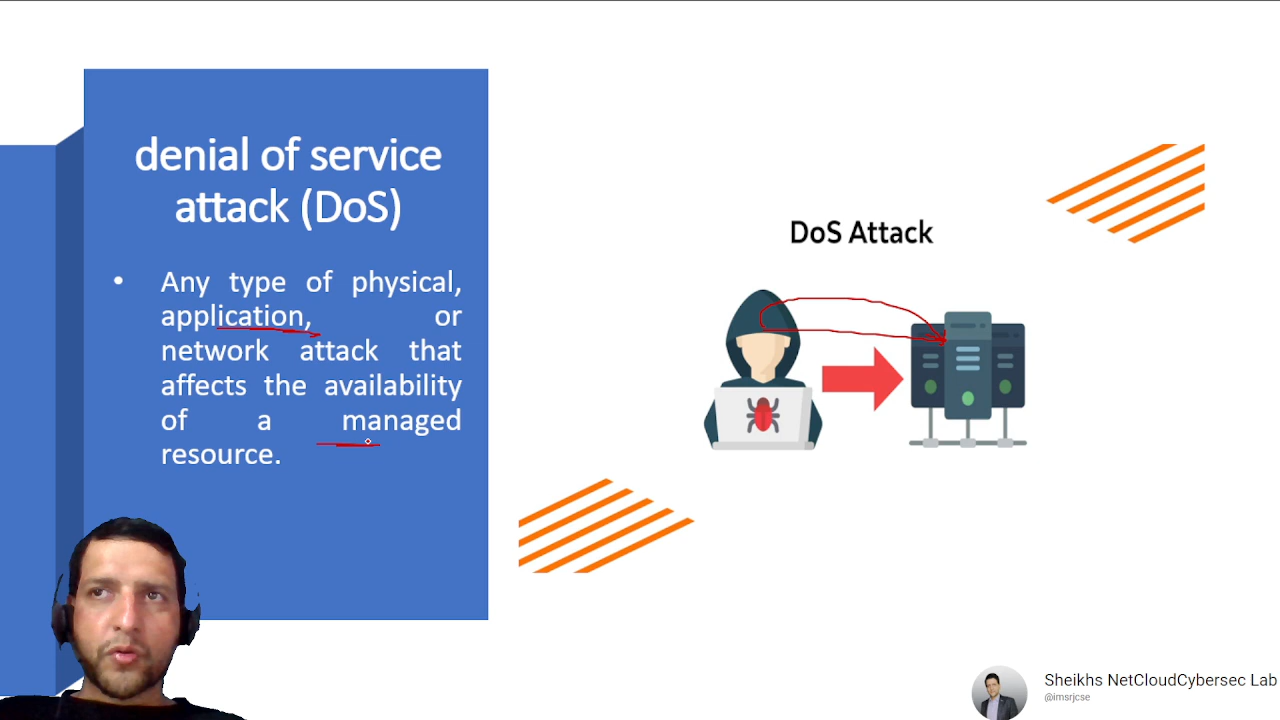 denial of service
attack (DoS)
• Any type of physical,
application, or
network attack that
affects the availability
of a managed
resource.
DoS Attack
Sheikhs NetCloudCybersec Lab
@imsrjcse